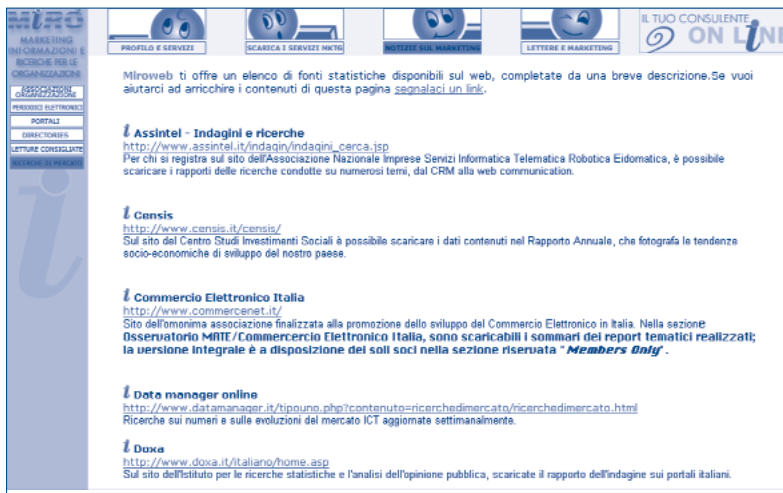 MIRÒ
MARKETING
INFORMAZIONI E
RICERCHE PER LE
ORGANIZZAZIONI
ASSOCIAZIONI
ORGANIZZAZIONE
PERIODICI ELETTRONICI
PORTALI
DIRECTORIES
LETTURE CONSIGLIATE
RICERCHE DI MERCATO
PROFILO E SERVIZI
SCARICA I SERVIZI MKTG
NOTIZIE SUL MARKETING
LETTERE E MARKETING
IL TUO CONSULENTE
@ ON LINE
Miroweb ti offre un elenco di fonti statistiche disponibili sul web, completate da una breve descrizione.Se vuoi
aiutarci ad arricchire i contenuti di questa pagina segnalaci un link.
i Assintel - Indagini e ricerche
http://www.assintel.it/indagin/indagini_cerca.jsp
Per chi si registra sul sito dell'Associazione Nazionale Imprese Servizi Informatica Telematica Robotica Eidomatica, è possibile
scaricare i rapporti delle ricerche condotte su numerosi temi, dal CRM alla web communication.
i Censis
http://www.censis.it/censis/
Sul sito del Centro Studi Investimenti Sociali è possibile scaricare i dati contenuti nel Rapporto Annuale, che fotografa le tendenze
socio-economiche di sviluppo del nostro paese.
i Commercio Elettronico Italia
http://www.commercenet.it/
Sito dell'omonima associazione finalizzata alla promozione dello sviluppo del Commercio Elettronico in Italia. Nella sezione
Osservatorio MATE/Commercercio Elettronico Italia, sono scaricabili i sommari dei report tematici realizzati;
la versione integrale è a disposizione dei soli soci nella sezione riservata "Members Only".
i Data manager online
http://www.datamanager.it/tipouno.php?contenuto=ricerchedimercato/ricerchedimercato.html
Ricerche sui numeri e sulle evoluzioni del mercato ICT aggiornate settimanalmente.
i Doxa
http://www.doxa.it/italiano/home.asp
Sul sito dell'Istituto per le ricerche statistiche e l'analisi dell'opinione pubblica, scaricate il rapporto dell'indagine sui portali italiani.